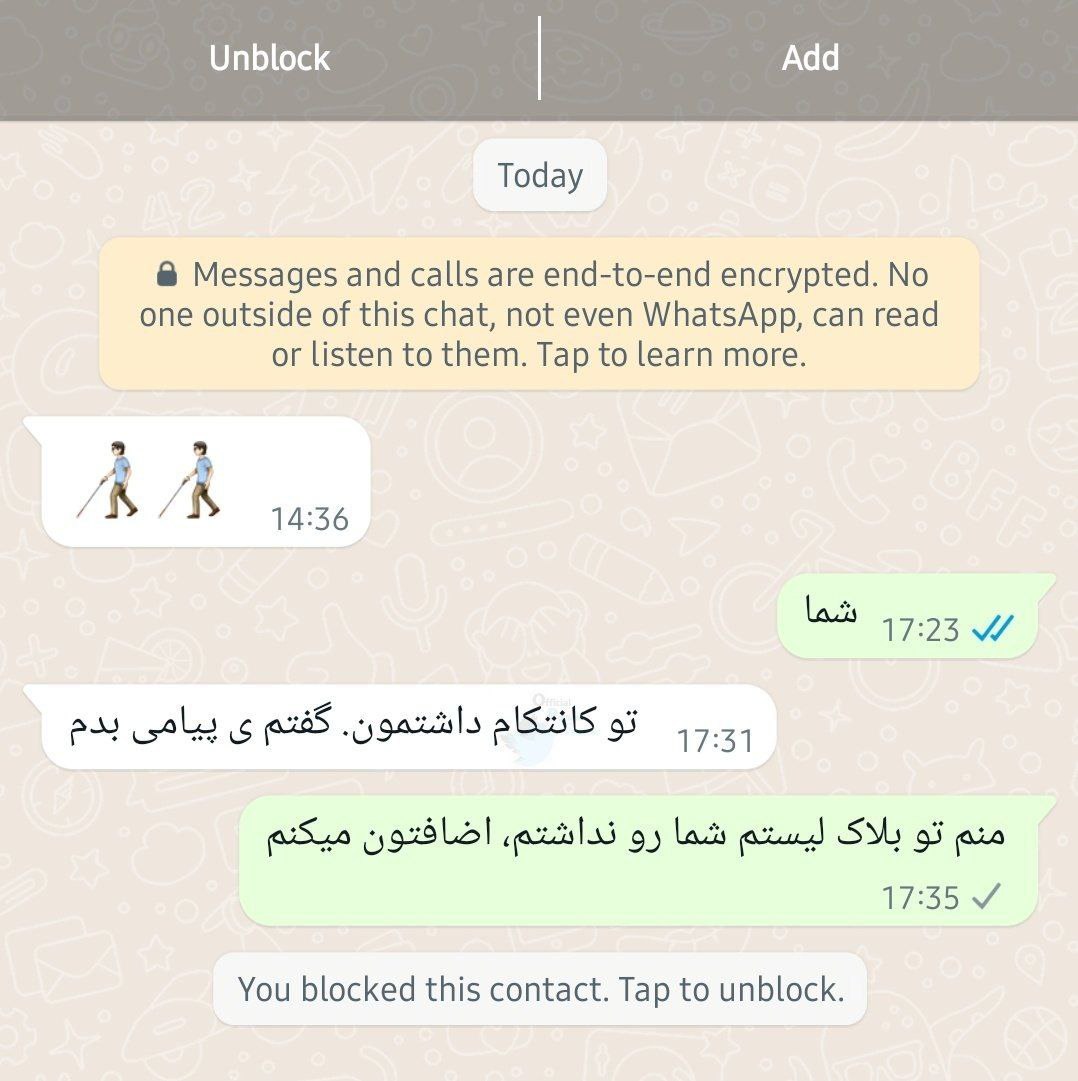 Unblock
Add
Today
Messages and calls are end-to-end encrypted. No
one outside of this chat, not even WhatsApp, can read
or listen to them. Tap to learn more.
14:36
شما
17:23
تو کانتکام داشتمون. گفتم ی پیامی بدم
17:31
منم تو بلاک لیستم شما رو نداشتم، اضافتون میکنم
17:35
You blocked this contact. Tap to unblock.
Official